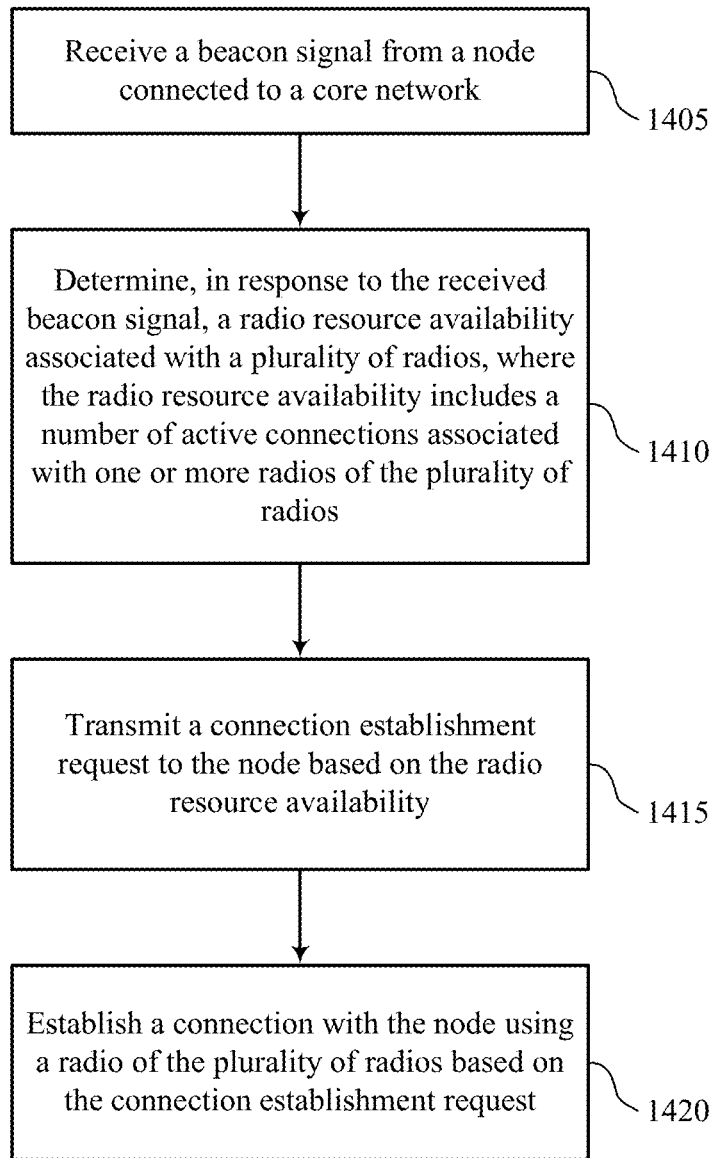 Receive a beacon signal from a node
connected to a core network
1405
Determine, in response to the received
beacon signal, a radio resource availability
associated with a plurality of radios, where
the radio resource availability includes a
number of active connections associated
with one or more radios of the plurality of
radios
1410
Transmit a connection establishment
request to the node based on the radio
resource availability
1415
Establish a connection with the node using
a radio of the plurality of radios based on
the connection establishment request
1420